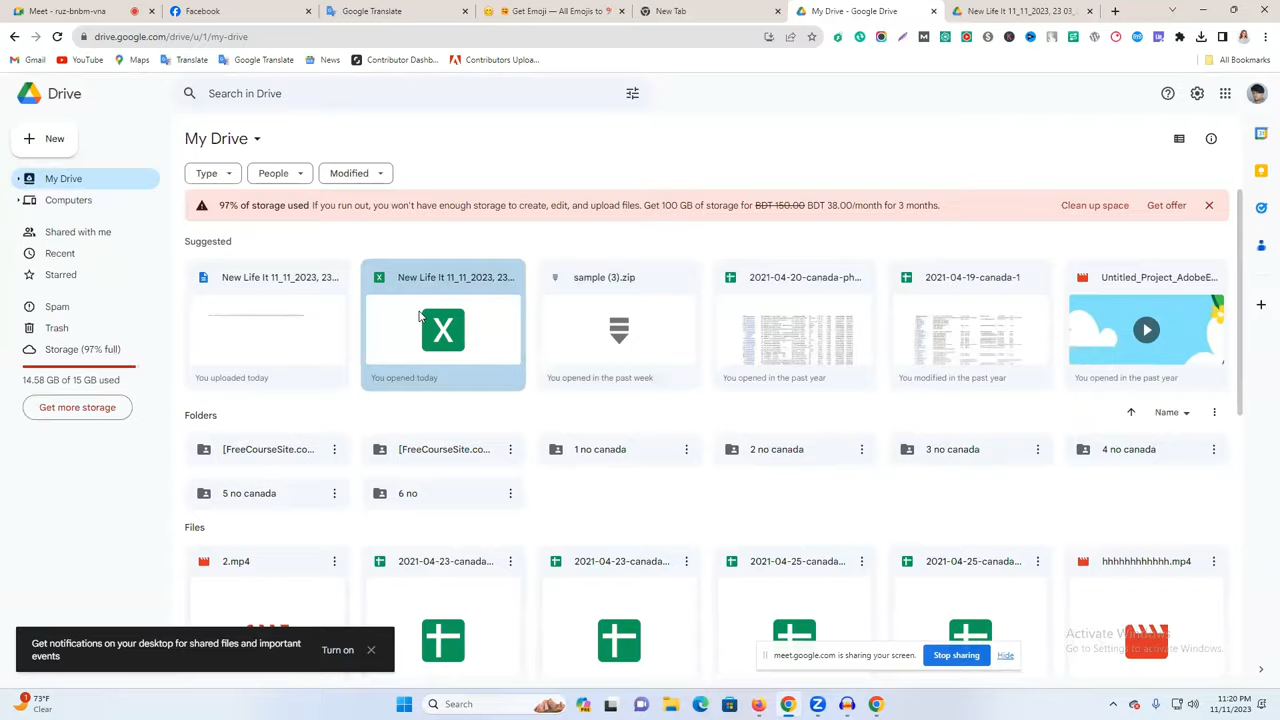 Meet - ruz-bnbm-vna
Facebook
Google Translate
Get Emoji — All Emojis to
New Tab
My Drive - Google Drive
New Life It 11_11_2023, 23 03
drive.google.com/drive/u/1/my-drive
Gmail
YouTube
Maps
Translate
Google Translate
News
Contributor Dashb...
Contributors Uploa...
All Bookmarks
Drive
Search in Drive
New
My Drive
My Drive
Computers
Type
People
Modified
97% of storage used If you run out, you won't have enough storage to create, edit, and upload files. Get 100 GB of storage for BDT 150.00 BDT 38.00/month for 3 months.
Clean up space
Get offer
Shared with me
Recent
Starred
Spam
Trash
Storage (97% full)
14.58 GB of 15 GB used
Get more storage
Suggested
New Life It 11_11_2023, 23...
New Life It 11_11_2023, 23...
sample (3).zip
2021-04-20-canada-ph...
2021-04-19-canada-1
Untitled_Project_AdobeE...
You uploaded today
You opened today
You opened in the past week
You opened in the past year
You modified in the past year
You opened in the past year
Folders
Name
[FreeCourseSite.co...
[FreeCourseSite.co...
1 no canada
2 no canada
3 no canada
4 no canada
5 no canada
6 no
Files
2.mp4
2021-04-23-canada...
2021-04-23-canada...
2021-04-25-canada...
2021-04-25-canada...
hhhhhhhhhhhh.mp4
Get notifications on your desktop for shared files and important
events
Turn on
meet.google.com is sharing your screen.
Stop sharing
Hide
Activate Windows
Go to Settings to activate Windows.
73°F
Clear
Search
11:20 PM
11/11/2023